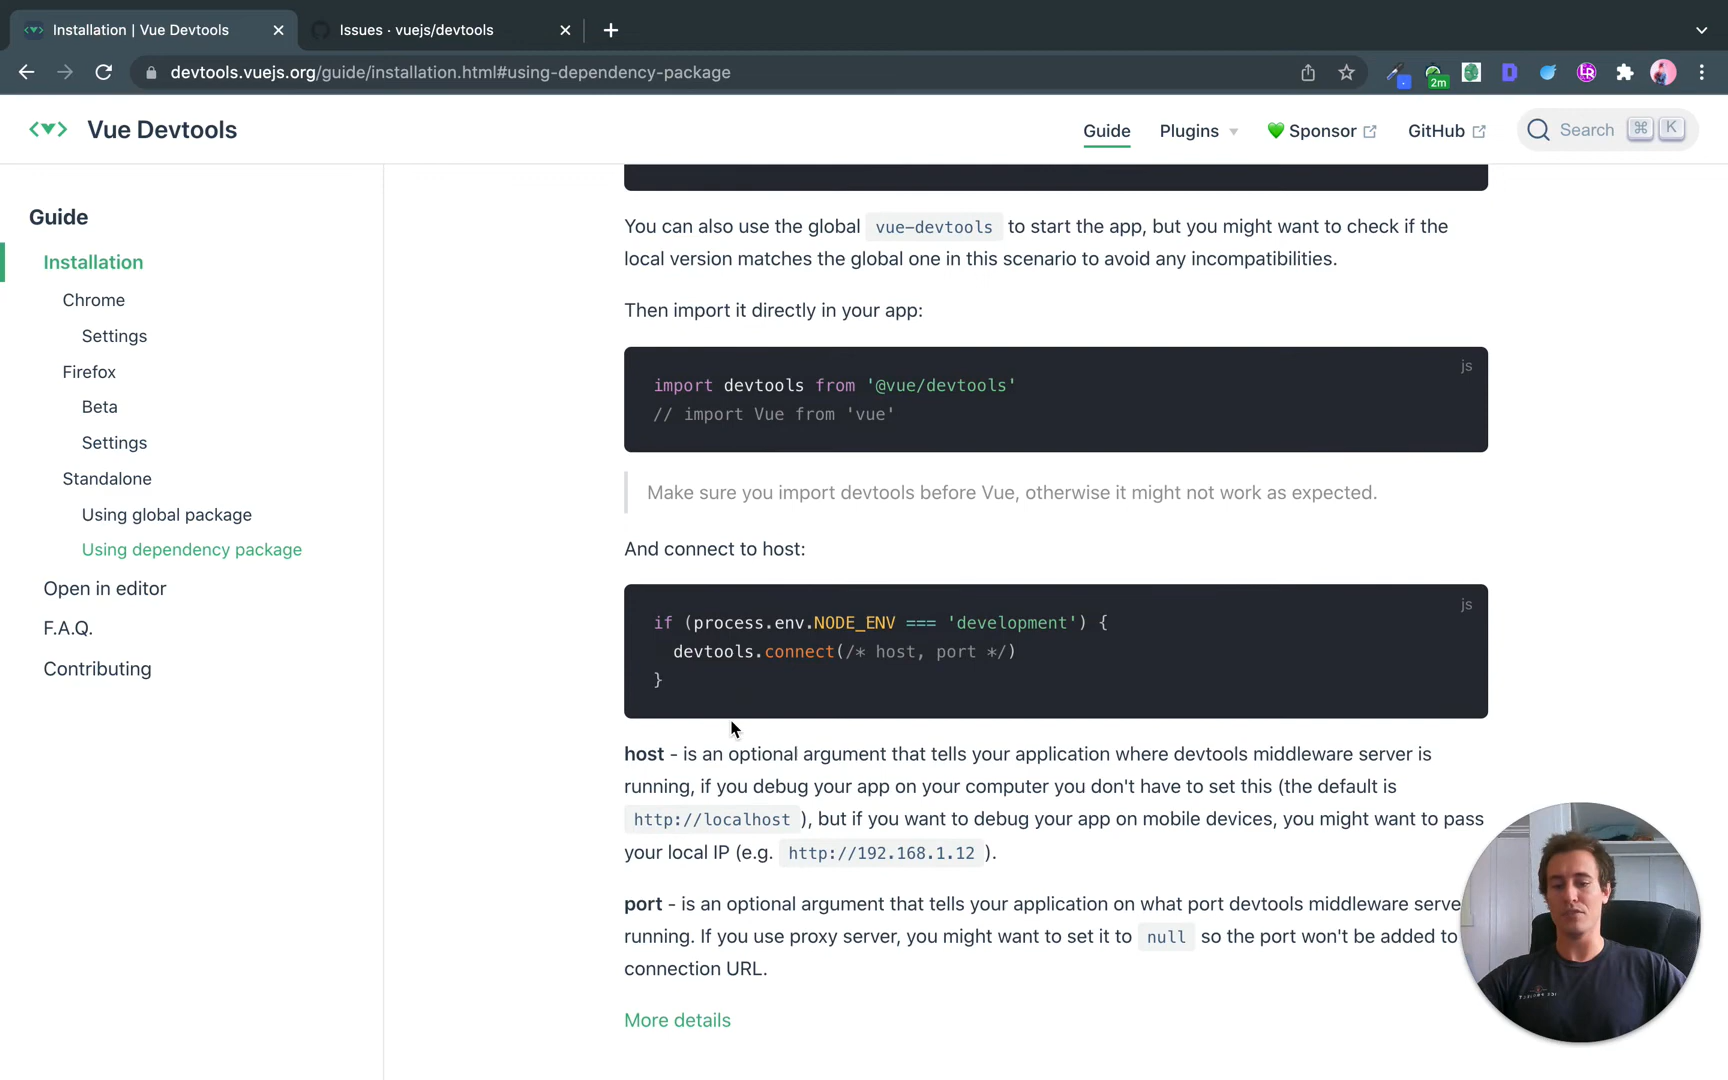 Installation | Vue Devtools
Issues · vuejs/devtools
devtools.vuejs.org/guide/installation.html#using-dependency-package
2m
D
LR
Vue Devtools
Guide
Plugins
Sponsor
GitHub
Search
⌘
K
Guide
Installation
Chrome
Settings
Firefox
Beta
Settings
Standalone
Using global package
Using dependency package
Open in editor
F.A.Q.
Contributing
You can also use the global vue-devtools to start the app, but you might want to check if the
local version matches the global one in this scenario to avoid any incompatibilities.
Then import it directly in your app:
js
import devtools from '@vue/devtools'
// import Vue from 'vue'
Make sure you import devtools before Vue, otherwise it might not work as expected.
And connect to host:
js
if (process.env.NODE_ENV === 'development') {
devtools.connect(/* host, port */)
}
host - is an optional argument that tells your application where devtools middleware server is
running, if you debug your app on your computer you don't have to set this (the default is
http://localhost ), but if you want to debug your app on mobile devices, you might want to pass
your local IP (e.g. http://192.168.1.12 ).
port - is an optional argument that tells your application on what port devtools middleware serve
running. If you use proxy server, you might want to set it to null so the port won't be added to
connection URL.
More details